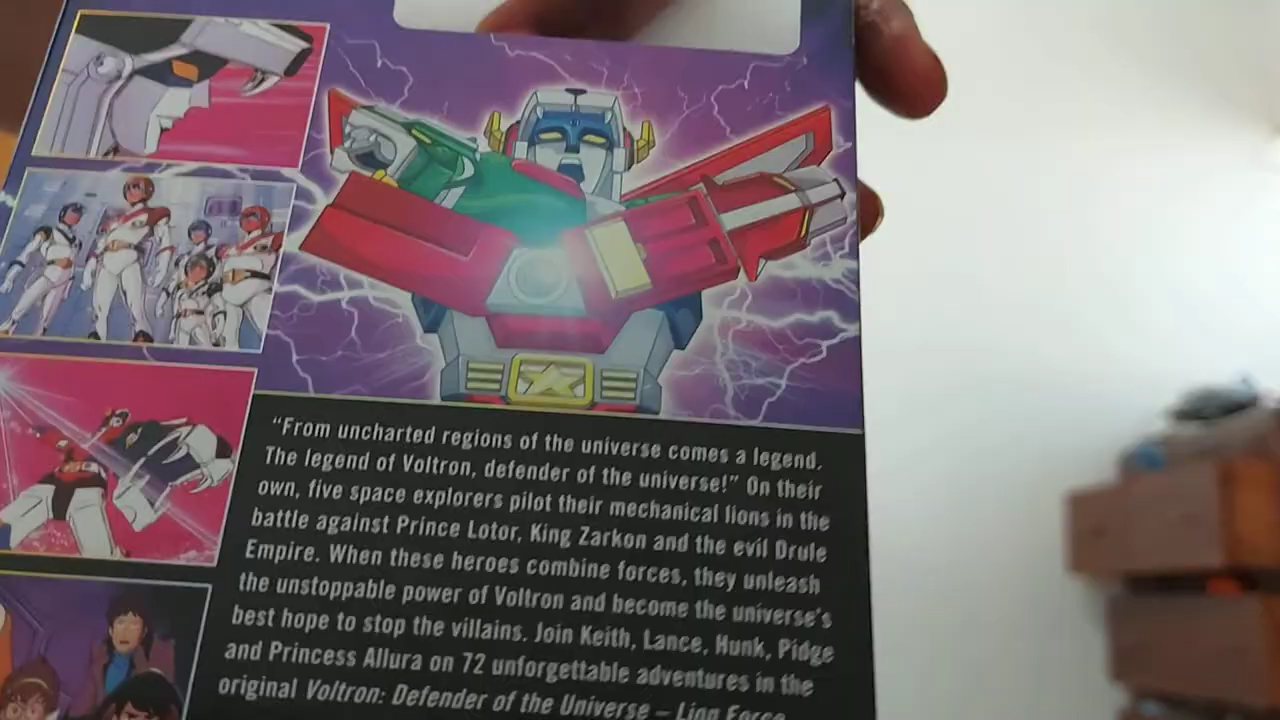 "From uncharted regions of the universe comes a legend.
The legend of Voltron, defender of the universe!" On their
own, five space explorers pilot their mechanical lions in the
battle against Prince Lotor, King Zarkon and the evil Drule
Empire. When these heroes combine forces, they unleash
the unstoppable power of Voltron and become the universe's
best hope to stop the villains. Join Keith, Lance, Hunk, Pidge
and Princess Allura on 72 unforgettable adventures in the
original Voltron: Defender of the Universe – Lion Force